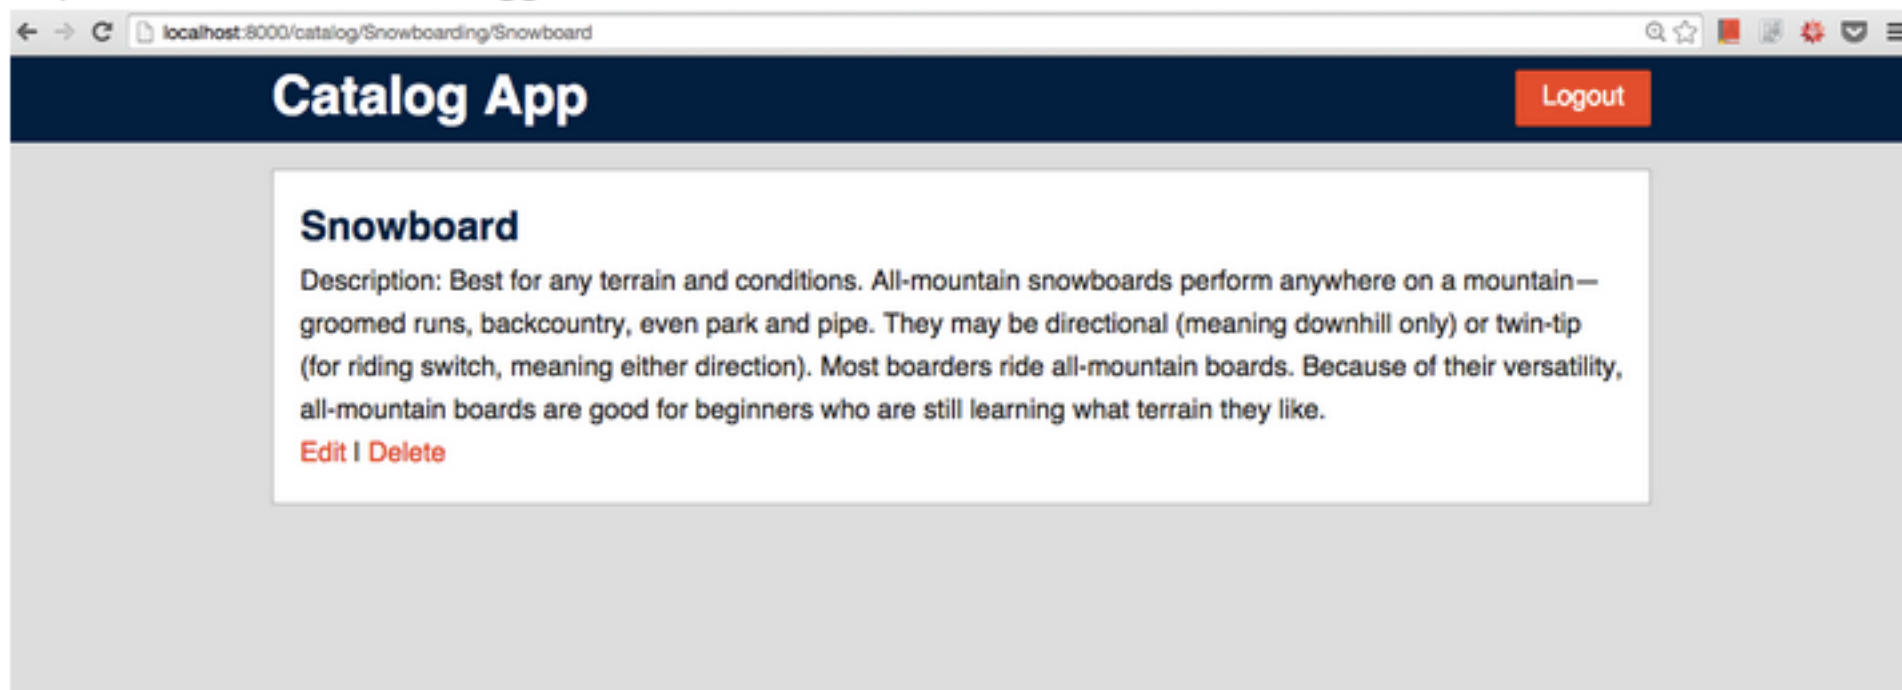 localhost:8000/catalog/Snowboarding/Snowboard
Catalog App
Logout
Snowboard
Description: Best for any terrain and conditions. All-mountain snowboards perform anywhere on a mountain—
groomed runs, backcountry, even park and pipe. They may be directional (meaning downhill only) or twin-tip
(for riding switch, meaning either direction). Most boarders ride all-mountain boards. Because of their versatility,
all-mountain boards are good for beginners who are still learning what terrain they like.
Edit | Delete